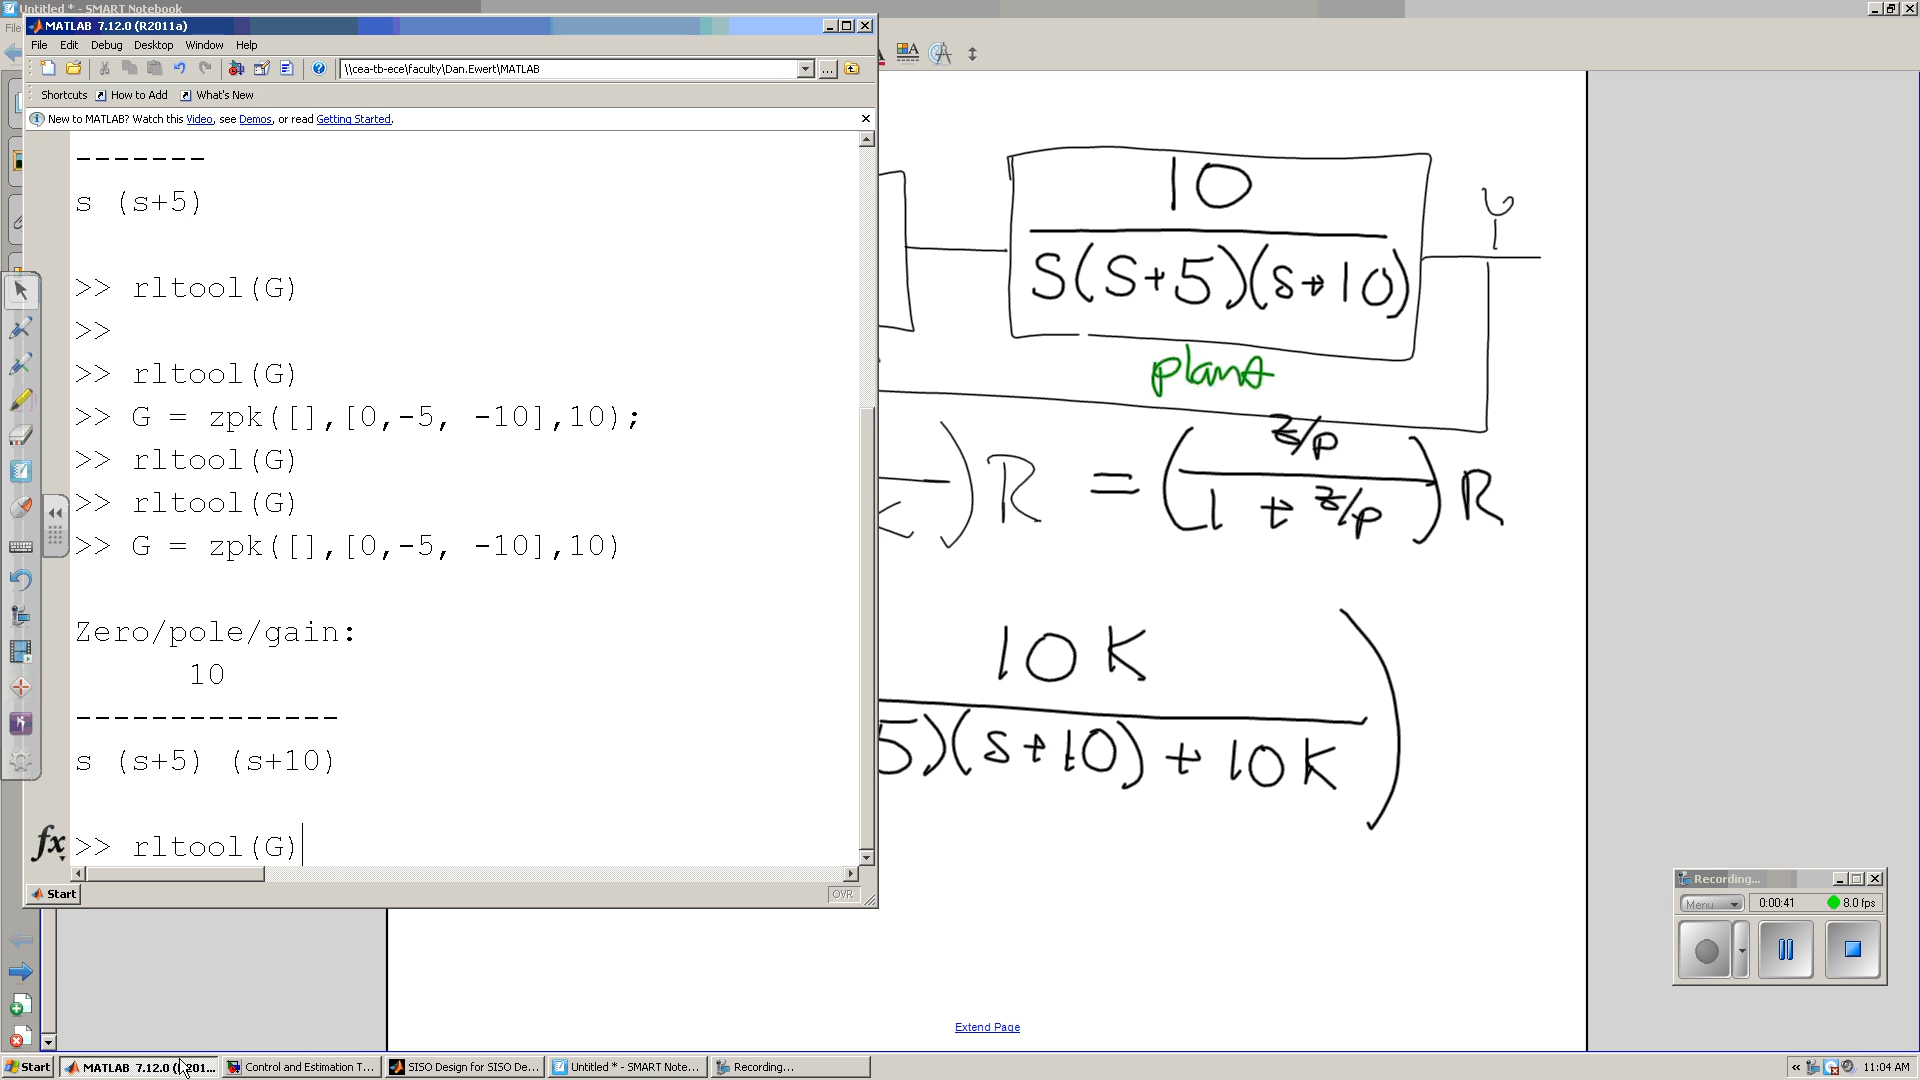 Untitled * - SMART Notebook
MATLAB 7.12.0 (R2011a)
File Edit Debug Desktop Window Help
\\cea-tb-ece\faculty\Dan.Ewert\MATLAB
...
Shortcuts How to Add What's New
New to MATLAB? Watch this Video, see Demos, or read Getting Started.
-------
s (s+5)
>> rltool(G)
>>
>> rltool(G)
>> G = zpk([],[0,-5, -10],10);
>> rltool(G)
>> rltool(G)
>> G = zpk([],[0,-5, -10],10)
Zero/pole/gain:
10
--------------
s (s+5) (s+10)
fx >> rltool(G)
Start
OVR
10
S(S+5)(s+10)
Y
plant
)R = (
z/p
1 + z/p
)R
10K
5)(s+10) + 10K
)
Extend Page
Recording...
Menu 0:00:41 8.0 fps
Start MATLAB 7.12.0 (R201... Control and Estimation T... SISO Design for SISO De... Untitled * - SMART Note... Recording... « 11:04 AM